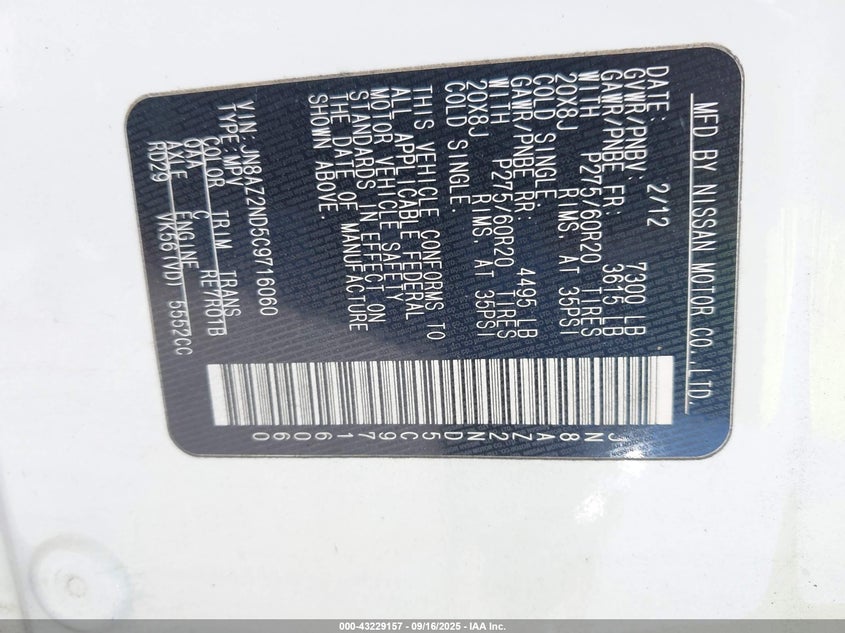 MFD BY NISSAN MOTOR CO.,LTD.
DATE: 2/12
GVWR/PNBV: 7300 LB
GAWR/PNBE FR: 3615 LB
WITH P275/60R20 TIRES
20X8J RIMS. AT 35PSI
COLD SINGLE.
GAWR/PNBE RR: 4495 LB
WITH P275/60R20 TIRES
20X8J RIMS. AT 35PSI
COLD SINGLE.
THIS VEHICLE CONFORMS TO
ALL APPLICABLE FEDERAL
MOTOR VEHICLE SAFETY
STANDARDS IN EFFECT ON
THE DATE OF MANUFACTURE
SHOWN ABOVE.
VIN: JN8AZ2ND5C9716060
TYPE:MPV
COLOR TRIM TRANS
QAA C RE7R01B
AXLE ENGINE
R029 VK56(VD) 5552CC
JN8AZ2ND5C9716060
000-43229157 - 09/16/2025 - IAA Inc.